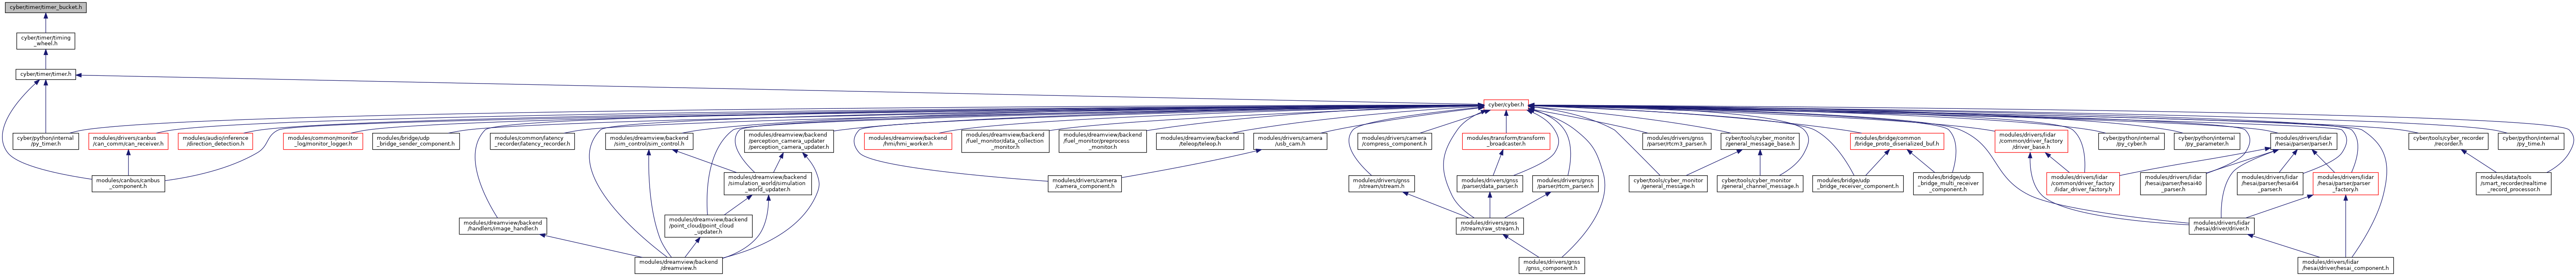 cyber/timer/timer_bucket.h
cyber/timer/timing
_wheel.h
cyber/timer/timer.h
cyber/cyber.h
cyber/python/internal
/py_timer.h
modules/drivers/canbus
/can_comm/can_receiver.h
modules/audio/inference
/direction_detection.h
modules/common/monitor
_log/monitor_logger.h
modules/bridge/udp
_bridge_sender_component.h
modules/common/latency
_recorder/latency_recorder.h
modules/dreamview/backend
/sim_control/sim_control.h
modules/dreamview/backend
/perception_camera_updater
/perception_camera_updater.h
modules/dreamview/backend
/hmi/hmi_worker.h
modules/dreamview/backend
/fuel_monitor/data_collection
_monitor.h
modules/dreamview/backend
/fuel_monitor/preprocess
_monitor.h
modules/dreamview/backend
/teleop/teleop.h
modules/drivers/camera
/usb_cam.h
modules/drivers/camera
/compress_component.h
modules/transform/transform
_broadcaster.h
modules/drivers/gnss
/parser/rtcm3_parser.h
cyber/tools/cyber_monitor
/general_message_base.h
modules/bridge/common
/bridge_proto_diserialized_buf.h
modules/drivers/lidar
/common/driver_factory
/driver_base.h
cyber/python/internal
/py_cyber.h
cyber/python/internal
/py_parameter.h
modules/drivers/lidar
/hesai/parser/parser.h
cyber/tools/cyber_recorder
/recorder.h
cyber/python/internal
/py_time.h
modules/canbus/canbus
_component.h
modules/dreamview/backend
/simulation_world/simulation
_world_updater.h
modules/drivers/camera
/camera_component.h
modules/drivers/gnss
/stream/stream.h
modules/drivers/gnss
/parser/data_parser.h
modules/drivers/gnss
/parser/rtcm_parser.h
cyber/tools/cyber_monitor
/general_message.h
cyber/tools/cyber_monitor
/general_channel_message.h
modules/bridge/udp
_bridge_receiver_component.h
modules/bridge/udp
_bridge_multi_receiver
_component.h
modules/drivers/lidar
/common/driver_factory
/lidar_driver_factory.h
modules/drivers/lidar
/hesai/parser/hesai40
_parser.h
modules/drivers/lidar
/hesai/parser/hesai64
_parser.h
modules/drivers/lidar
/hesai/parser/parser
_factory.h
modules/data/tools
/smart_recorder/realtime
_record_processor.h
modules/dreamview/backend
/handlers/image_handler.h
modules/dreamview/backend
/point_cloud/point_cloud
_updater.h
modules/drivers/gnss
/stream/raw_stream.h
modules/drivers/lidar
/hesai/driver/driver.h
modules/dreamview/backend
/dreamview.h
modules/drivers/gnss
/gnss_component.h
modules/drivers/lidar
/hesai/driver/hesai_component.h